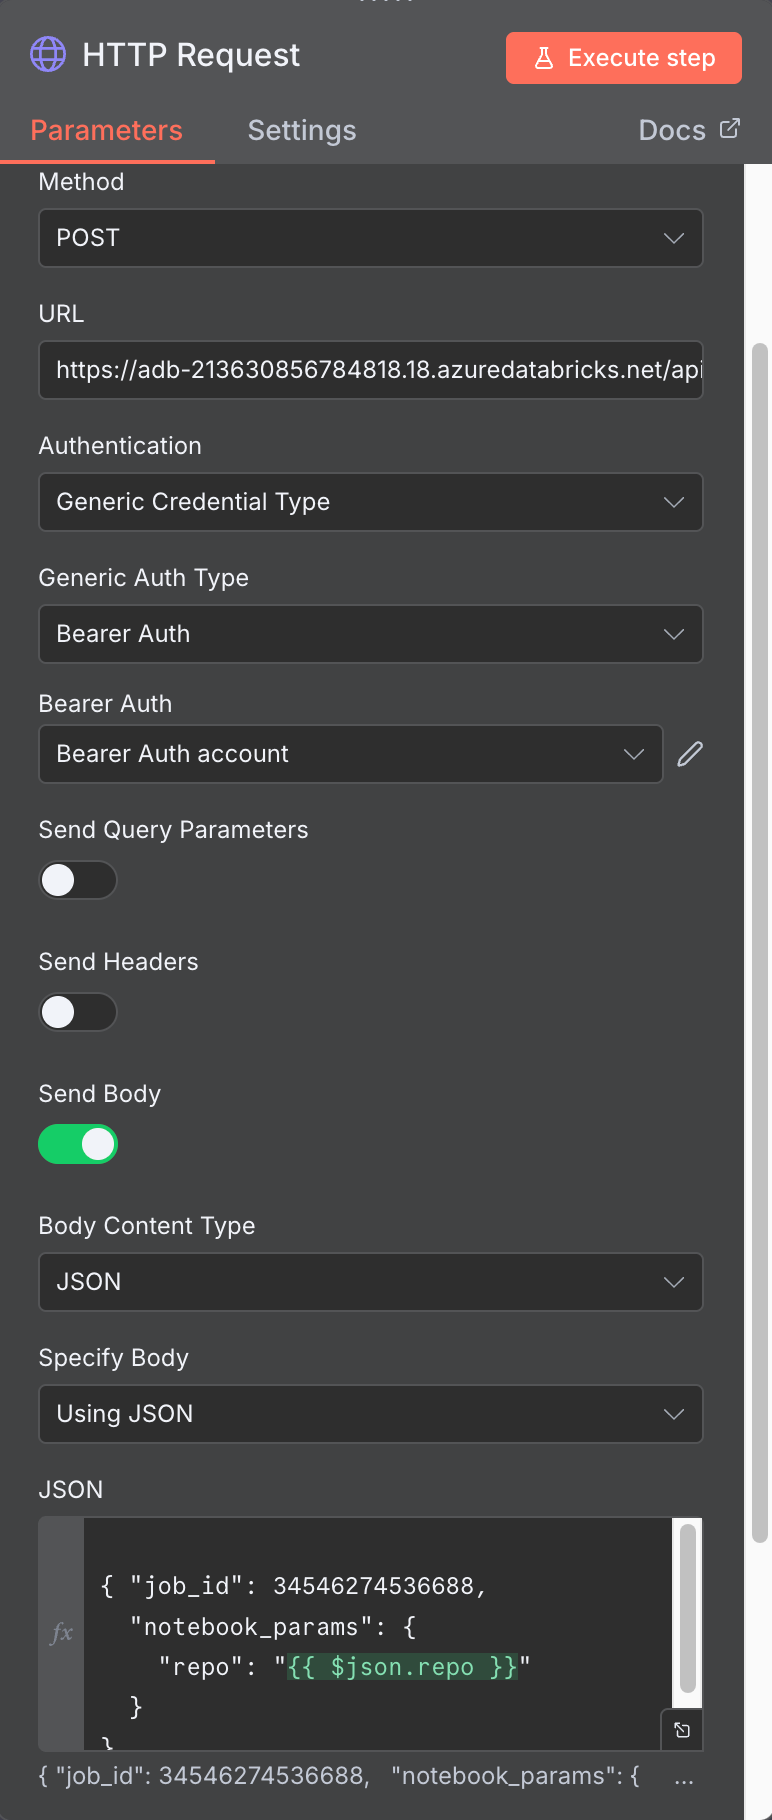 HTTP Request
Execute step
Parameters
Settings
Docs
Method
POST
URL
https://adb-213630856784818.18.azuredatabricks.net/api
Authentication
Generic Credential Type
Generic Auth Type
Bearer Auth
Bearer Auth
Bearer Auth account
Send Query Parameters
Send Headers
Send Body
Body Content Type
JSON
Specify Body
Using JSON
JSON
fx
{ "job_id": 34546274536688,
"notebook_params": {
"repo": "{{ $json.repo }}"
}
}
{ "job_id": 34546274536688, "notebook_params": { ...